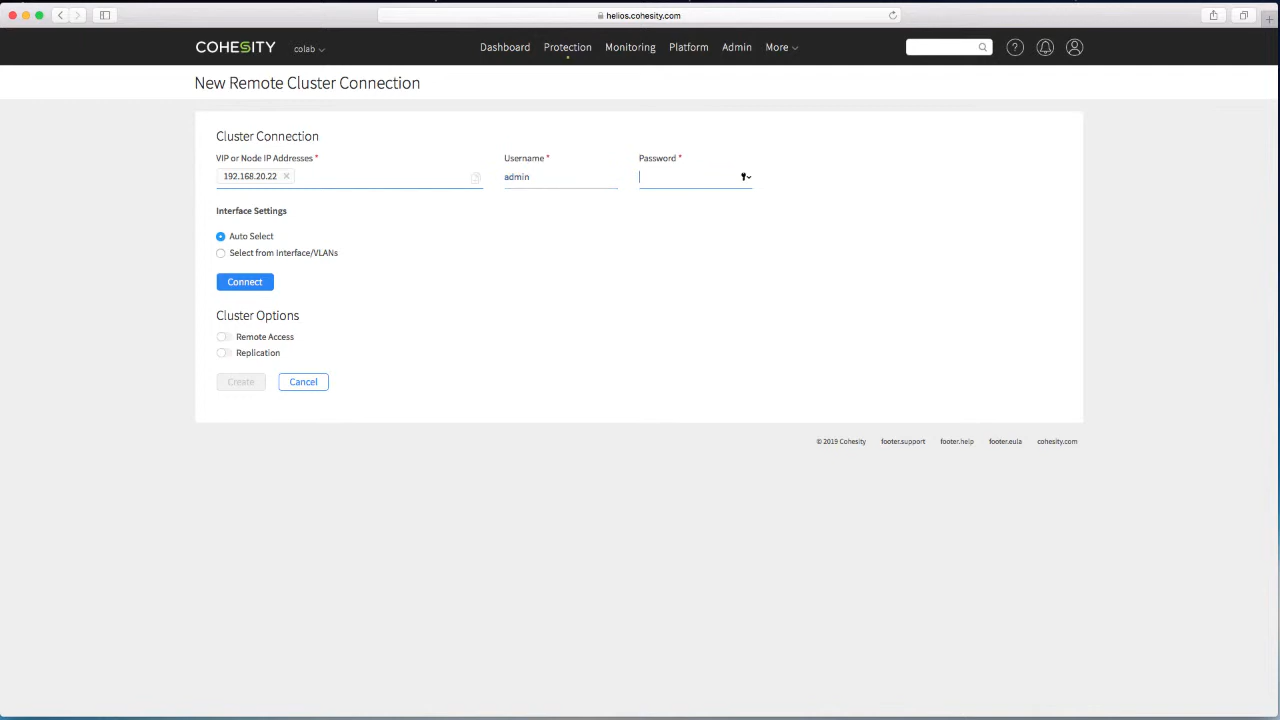 helios.cohesity.com
COHESITY colab Dashboard Protection Monitoring Platform Admin More
New Remote Cluster Connection
Cluster Connection
VIP or Node IP Addresses * Username * Password *
192.168.20.22 admin
Interface Settings
Auto Select
Select from Interface/VLANs
Connect
Cluster Options
Remote Access
Replication
Create Cancel
© 2019 Cohesity footer.support footer.help footer.eula cohesity.com